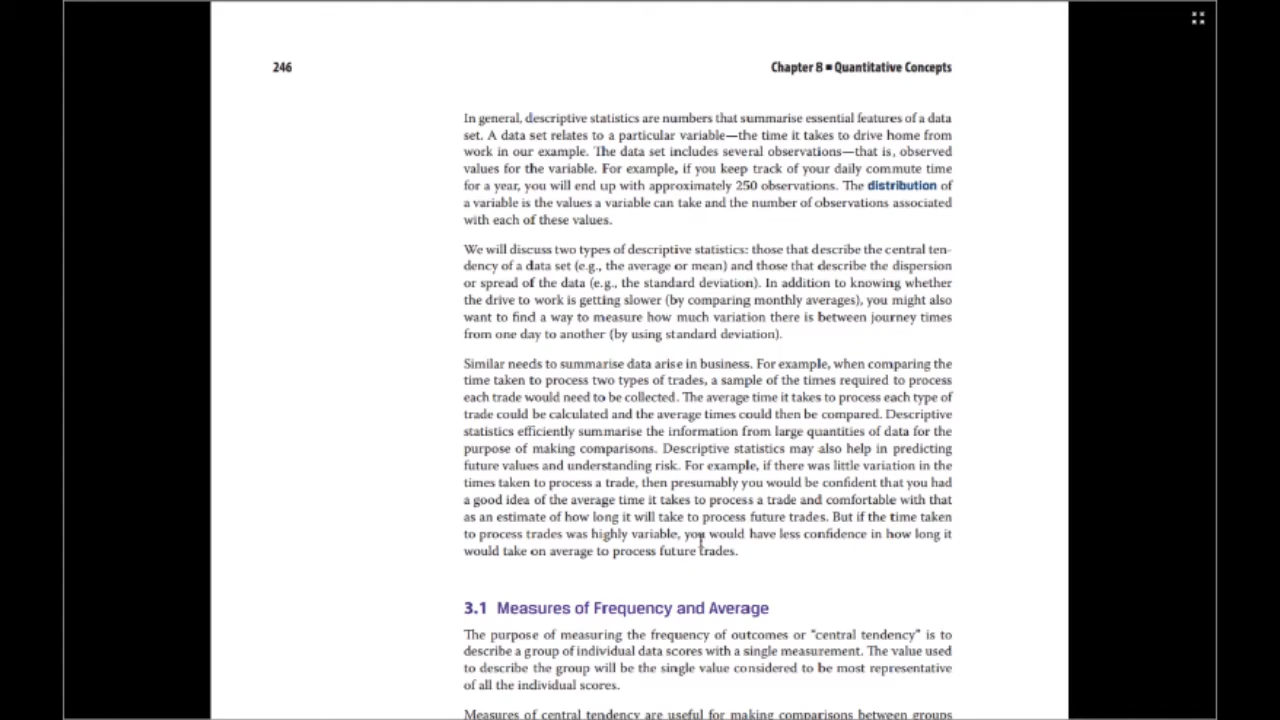 246
Chapter 8 ■ Quantitative Concepts
In general, descriptive statistics are numbers that summarise essential features of a data
set. A data set relates to a particular variable—the time it takes to drive home from
work in our example. The data set includes several observations—that is, observed
values for the variable. For example, if you keep track of your daily commute time
for a year, you will end up with approximately 250 observations. The distribution of
a variable is the values a variable can take and the number of observations associated
with each of these values.
We will discuss two types of descriptive statistics: those that describe the central ten-
dency of a data set (e.g., the average or mean) and those that describe the dispersion
or spread of the data (e.g., the standard deviation). In addition to knowing whether
the drive to work is getting slower (by comparing monthly averages), you might also
want to find a way to measure how much variation there is between journey times
from one day to another (by using standard deviation).
Similar needs to summarise data arise in business. For example, when comparing the
time taken to process two types of trades, a sample of the times required to process
each trade would need to be collected. The average time it takes to process each type of
trade could be calculated and the average times could then be compared. Descriptive
statistics efficiently summarise the information from large quantities of data for the
purpose of making comparisons. Descriptive statistics may also help in predicting
future values and understanding risk. For example, if there was little variation in the
times taken to process a trade, then presumably you would be confident that you had
a good idea of the average time it takes to process a trade and comfortable with that
as an estimate of how long it will take to process future trades. But if the time taken
to process trades was highly variable, you would have less confidence in how long it
would take on average to process future trades.
3.1 Measures of Frequency and Average
The purpose of measuring the frequency of outcomes or "central tendency" is to
describe a group of individual data scores with a single measurement. The value used
to describe the group will be the single value considered to be most representative
of all the individual scores.
Measures of central tendency are useful for making comparisons between groups